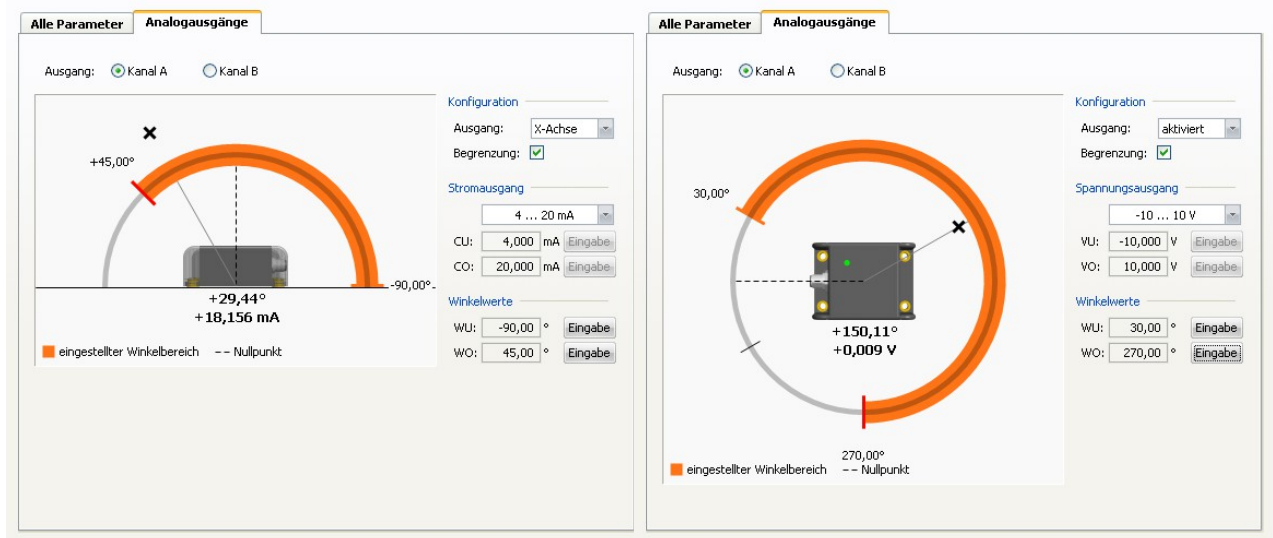 Alle Parameter Analogausgänge
Ausgang: Kanal A Kanal B
Konfiguration
Ausgang: X-Achse
Begrenzung:
+45,00°
Stromausgang
4 ... 20 mA
CU: 4,000 mA Eingabe
CO: 20,000 mA Eingabe
-90,00°
+29,44°
+18,156 mA
Winkelwerte
WU: -90,00 ° Eingabe
WO: 45,00 ° Eingabe
eingestellter Winkelbereich -- Nullpunkt
Alle Parameter Analogausgänge
Ausgang: Kanal A Kanal B
Konfiguration
Ausgang: aktiviert
Begrenzung:
30,00°
Spannungsausgang
-10 ... 10 V
VU: -10,000 V Eingabe
VO: 10,000 V Eingabe
Winkelwerte
WU: 30,00 ° Eingabe
WO: 270,00 ° Eingabe
+150,11°
+0,009 V
270,00°
eingestellter Winkelbereich -- Nullpunkt